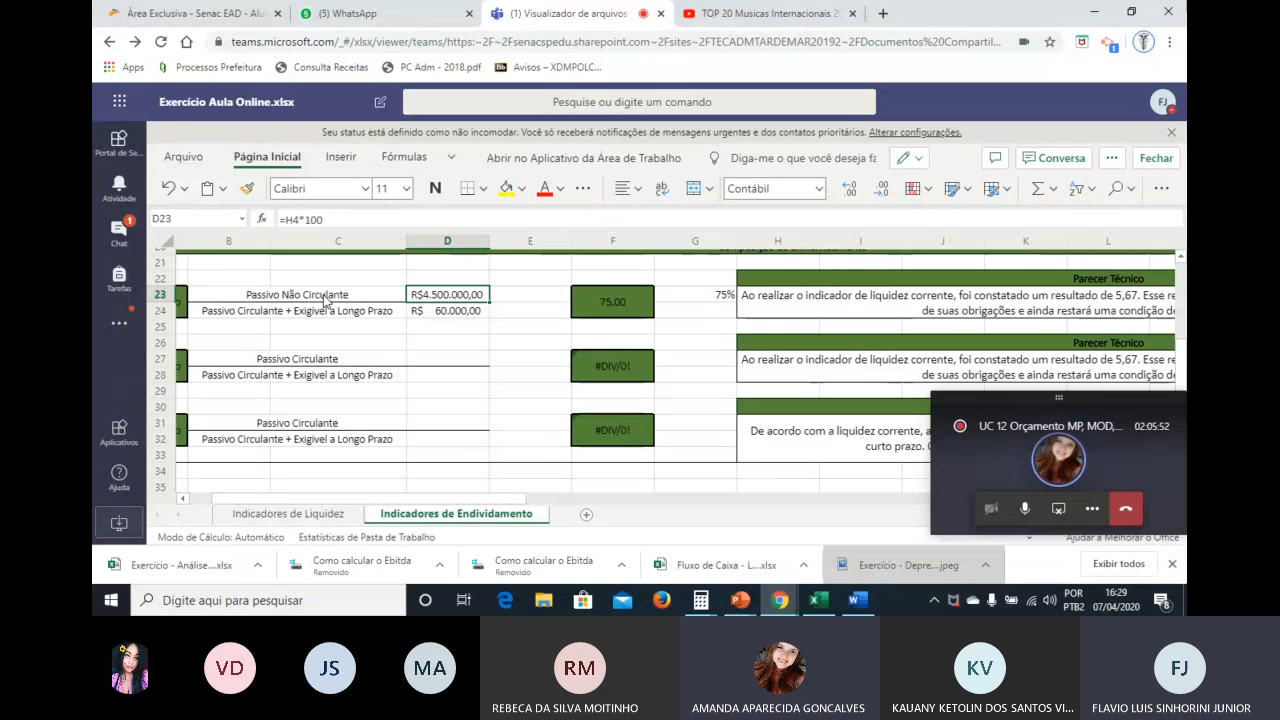 Área Exclusiva - Senac EAD - Alu
(5) WhatsApp
(1) Visualizador de arquivos
TOP 20 Musicas Internacionais 2
teams.microsoft.com/_#/xlsx/viewer/teams/https:~2F~2Fsenacspedu.sharepoint.com~2Fsites~2FTECADMTARDEMAR20192~2FDocumentos%20Compartil...
Apps
Processos Prefeitura
Consulta Receitas
PC Adm - 2018.pdf
Avisos – XDMPOLC...
Exercício Aula Online.xlsx
Pesquise ou digite um comando
FJ
Seu status está definido como não incomodar. Você só receberá notificações de mensagens urgentes e dos contatos prioritários. Alterar configurações.
Portal de Se...
Atividade
Chat
1
Tarefas
Aplicativos
Ajuda
Arquivo
Página Inicial
Inserir
Fórmulas
Abrir no Aplicativo da Área de Trabalho
Diga-me o que você deseja fa
Conversa
Fechar
Calibri
11
N
Contábil
D23
fx
=H4*100
B C D E F G H I J K L
21
22 Parecer Técnico
23 Passivo Não Circulante R$4.500.000,00 75,00 75% Ao realizar o indicador de liquidez corrente, foi constatado um resultado de 5,67. Esse re
24 Passivo Circulante + Exigivel a Longo Prazo R$ 60.000,00 de suas obrigações e ainda restará uma condição de
25
26 Parecer Técnico
27 Passivo Circulante #DIV/0! Ao realizar o indicador de liquidez corrente, foi constatado um resultado de 5,67. Esse re
28 Passivo Circulante + Exigivel a Longo Prazo de suas obrigações e ainda restará uma condição de
29
30
31 Passivo Circulante #DIV/0! De acordo com a liquidez corrente, a
32 Passivo Circulante + Exigivel a Longo Prazo curto prazo.
33
34
35
UC 12 Orçamento MP, MOD,...
02:05:52
Indicadores de Liquidez
Indicadores de Endividamento
Modo de Cálculo: Automático
Estatísticas de Pasta de Trabalho
Ajudar a Melhorar o Office
Exercício - Análise....xlsx
Como calcular o Ebitda
Removido
Como calcular o Ebitda
Removido
Fluxo de Caixa - L....xlsx
Exercício - Depre....jpeg
Exibir todos
Digite aqui para pesquisar
POR
PTB2
16:29
07/04/2020
8
VD
JS
MA
RM
KV
FJ
REBECA DA SILVA MOITINHO
AMANDA APARECIDA GONCALVES
KAUANY KETOLIN DOS SANTOS VI...
FLAVIO LUIS SINHORINI JUNIOR